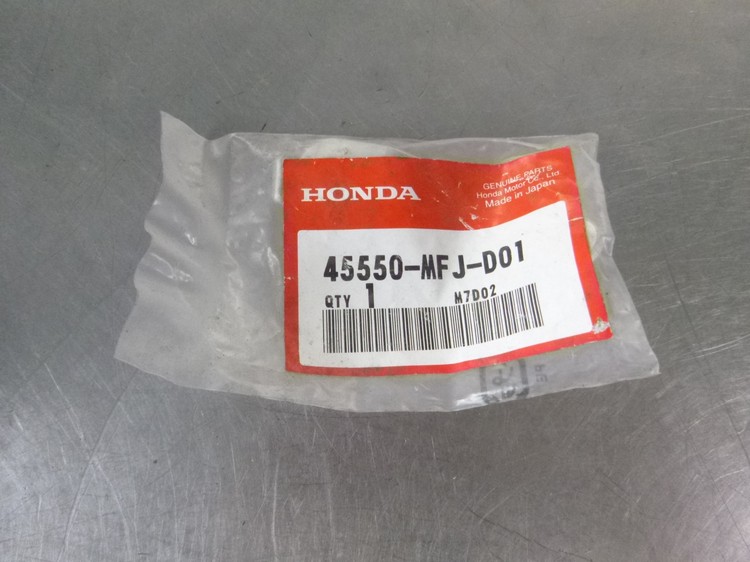 HONDA
GENUINE PARTS
Honda Motor Co., Ltd.
Made in Japan
45550-MFJ-D01
QTY 1 M7D02